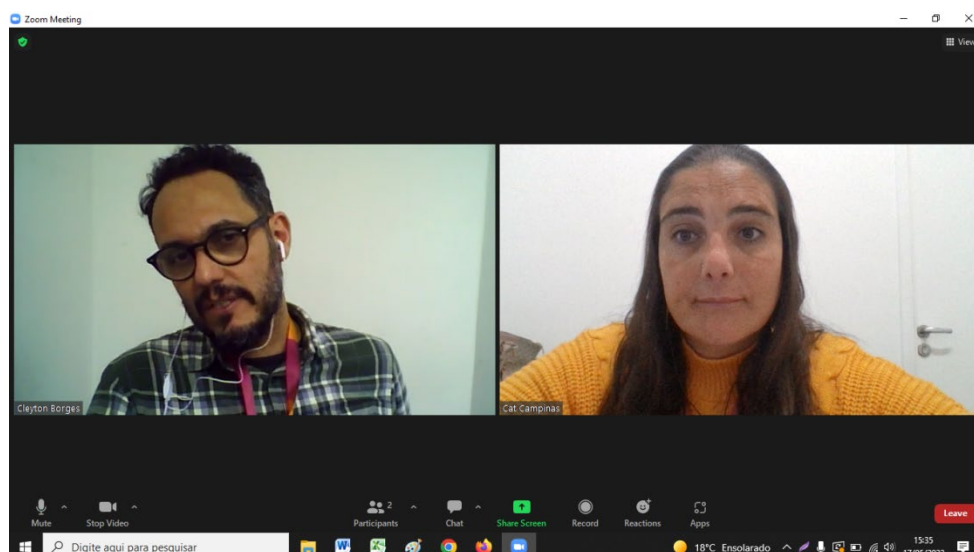 Zoom Meeting
View
Cleyton Borges
Cat Campinas
Mute
Stop Video
Participants
2
Chat
Share Screen
Record
Reactions
Apps
Leave
Digite aqui para pesquisar
18°C Ensolarado
15:35